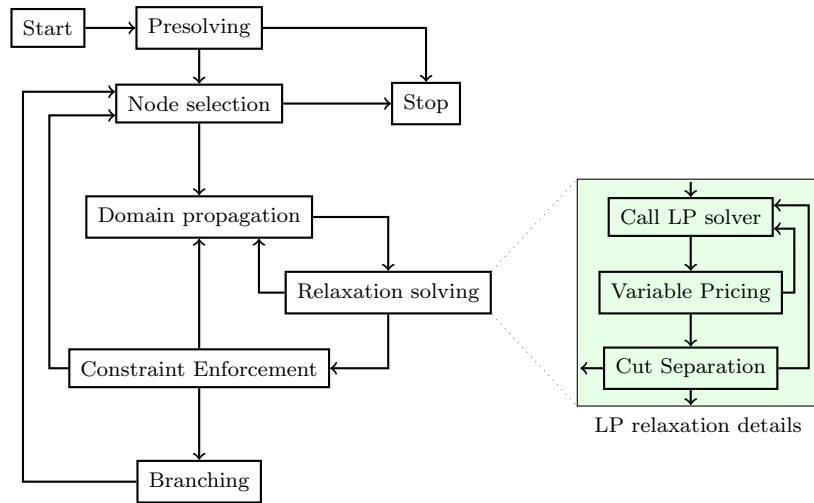 Start
Presolving
Node selection
Stop
Domain propagation
Call LP solver
Relaxation solving
Variable Pricing
Constraint Enforcement
Cut Separation
LP relaxation details
Branching